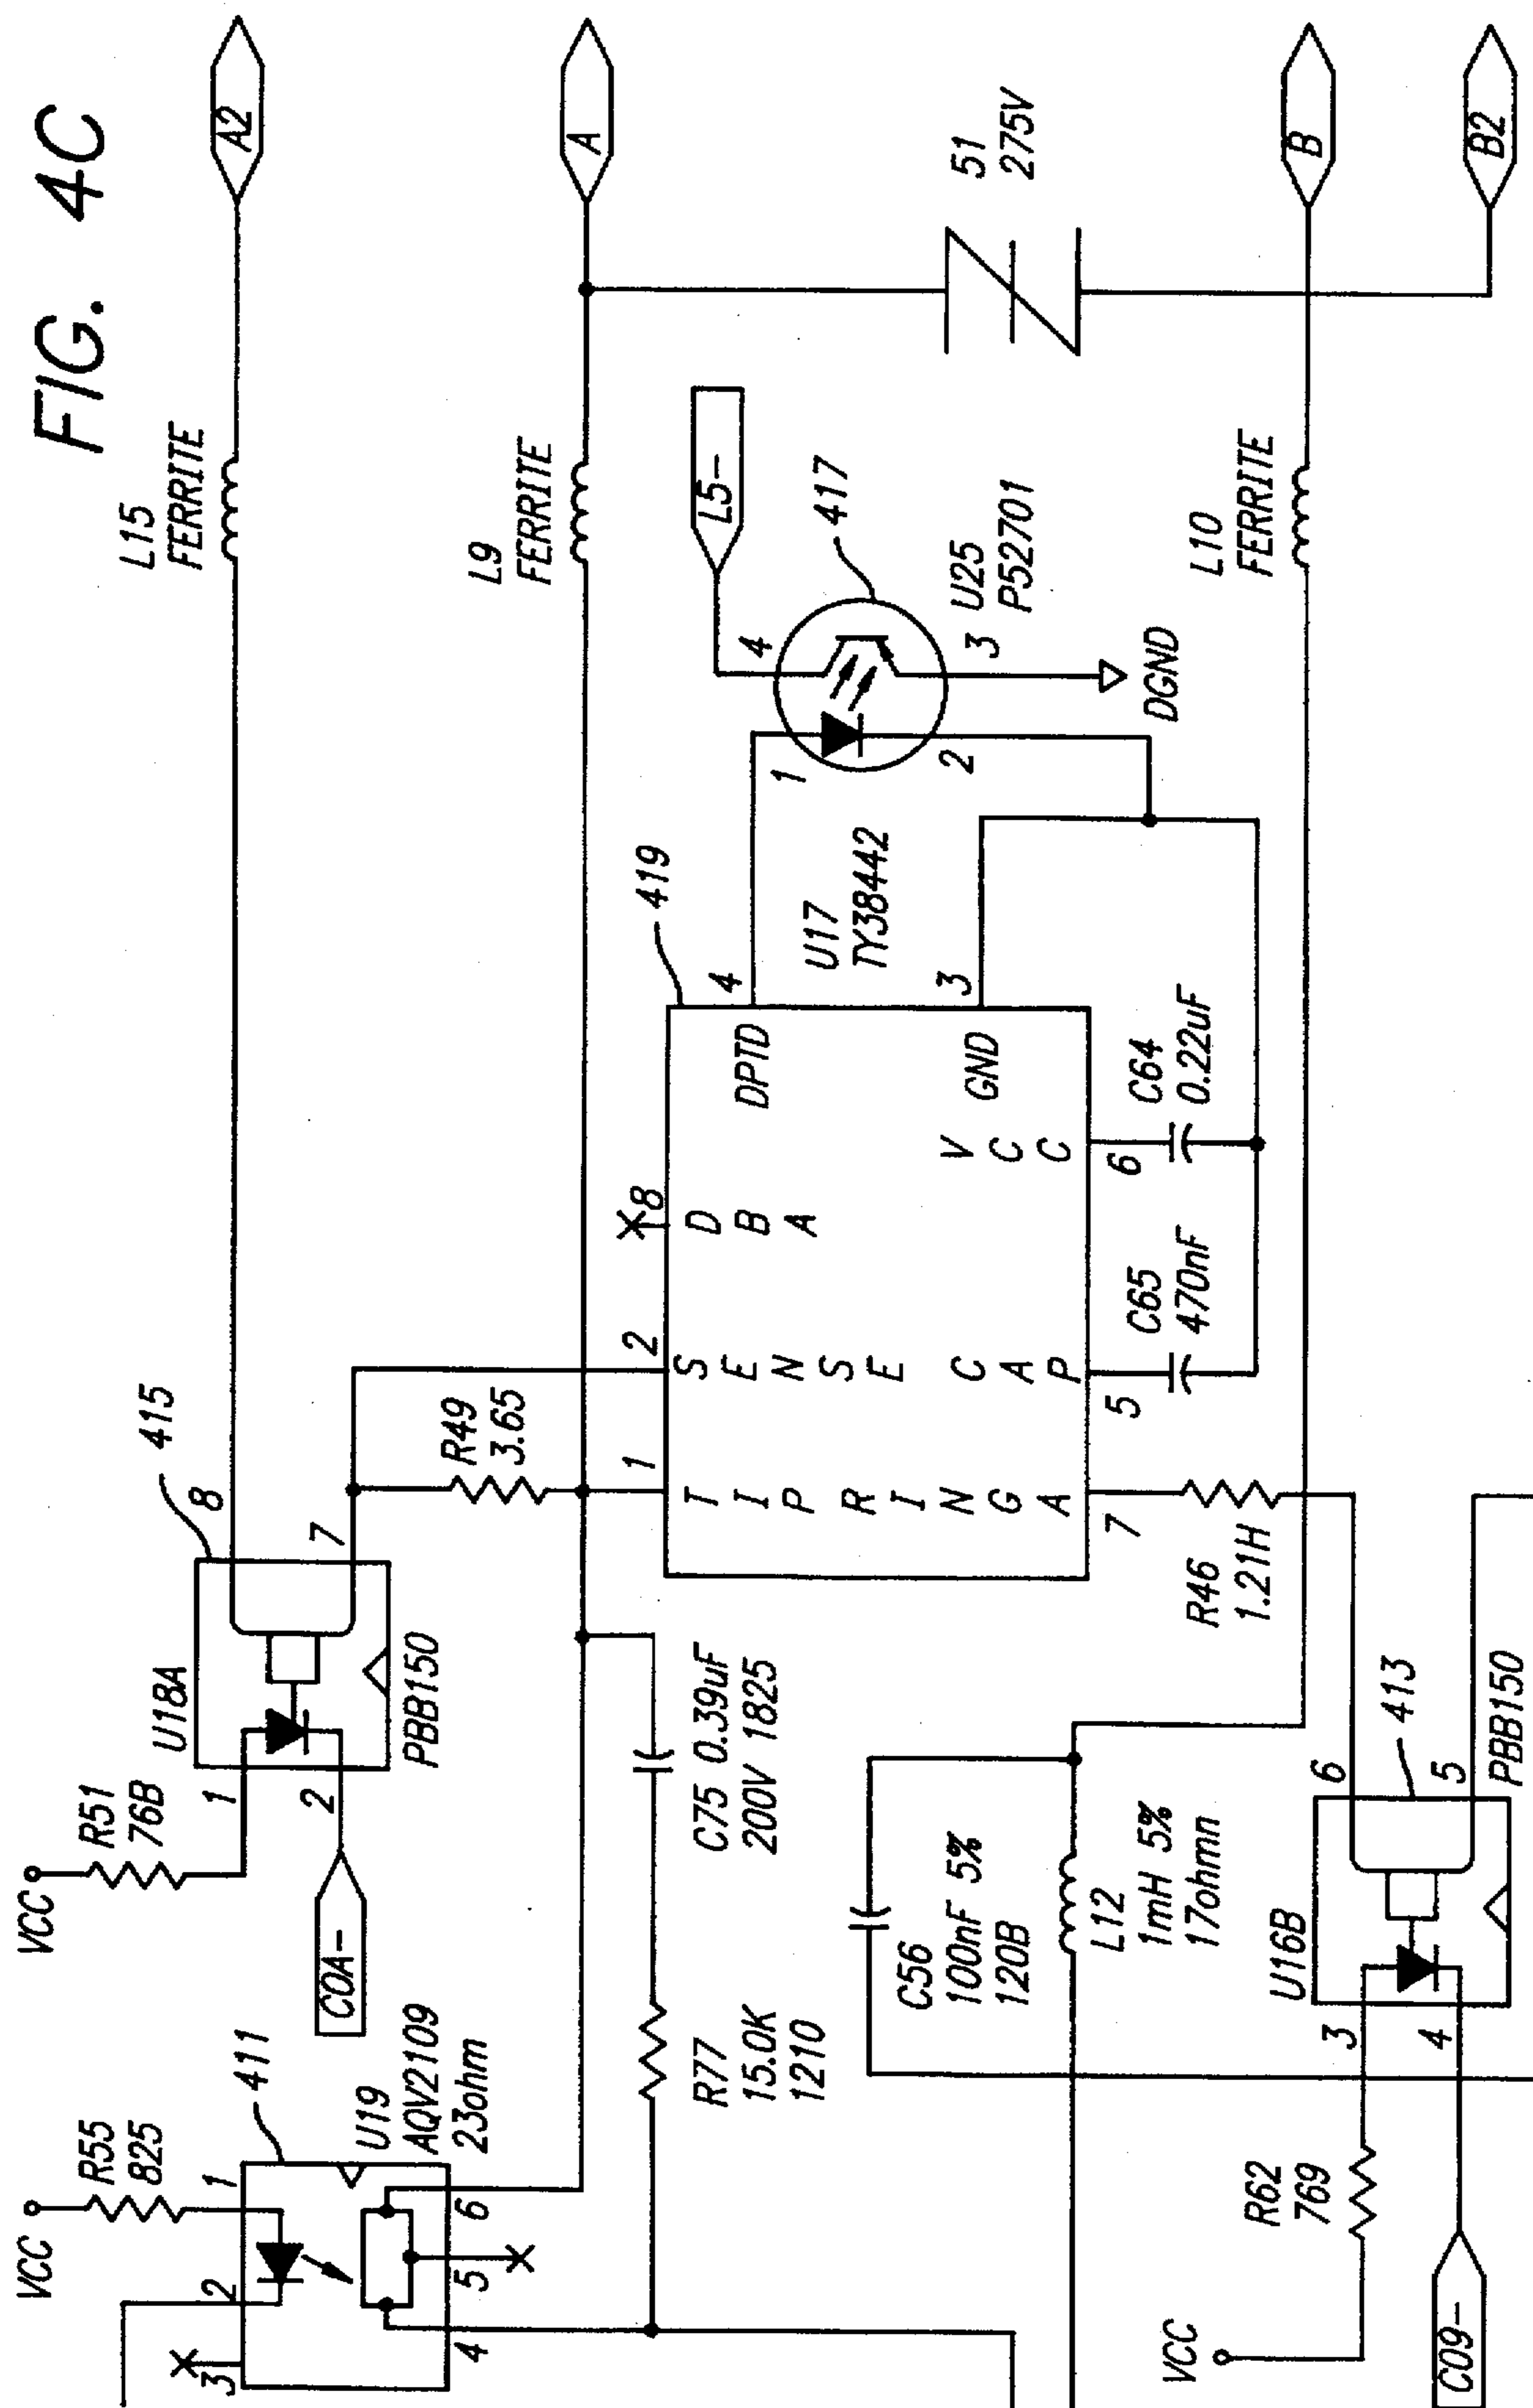 FIG. 4C
VCC
R55
825
1
2
3
411
U19
AQV2109
23ohm
4
5
6
VCC
R51
76B
1
2
C0A-
U18A
PBB150
415
8
7
L15
FERRITE
A2
R49
3.65
L9
FERRITE
A
R77
15.0K
1210
C75 0.39uF
200V 1825
419
1
2
8
4
3
TIP
RINGA
SENSE
CAP
DBA
VCC
DPTD
GND
U17
TY38442
7
5
6
C65
470nF
C64
0.22uF
L5-
417
4
1
2
3
U25
P52701
DGND
51
275V
R46
1.21H
L10
FERRITE
B
B2
C56
100nF 5%
120B
L12
1mH 5%
17ohmn
VCC
R62
769
C09-
3
4
U16B
413
6
5
PBB150